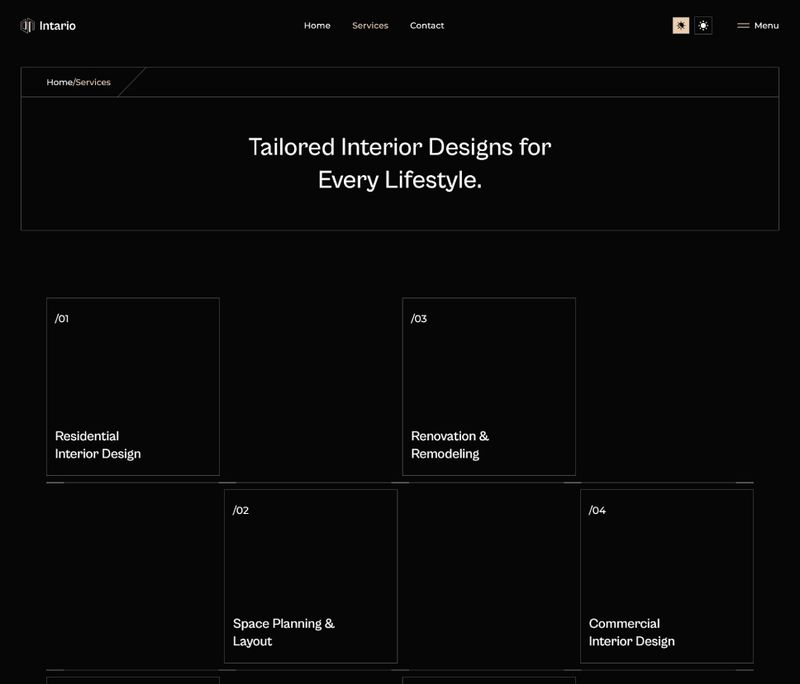 Intario
Home
Services
Contact
Menu
Home/Services
Tailored Interior Designs for
Every Lifestyle.
/01
Residential
Interior Design
/03
Renovation &
Remodeling
/02
Space Planning &
Layout
/04
Commercial
Interior Design